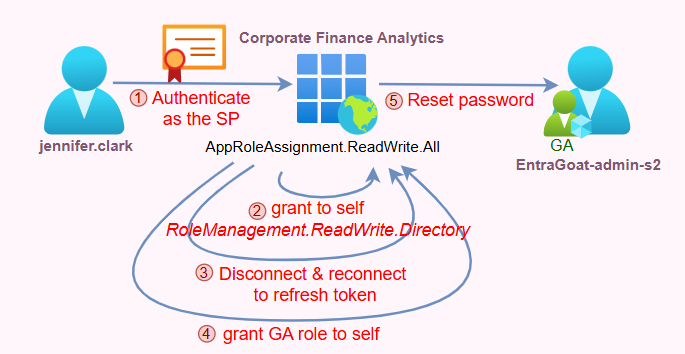 Corporate Finance Analytics
① Authenticate
as the SP
⑤ Reset password
jennifer.clark
AppRoleAssignment.ReadWrite.All
GA
EntraGoat-admin-s2
② grant to self
RoleManagement.ReadWrite.Directory
③ Disconnect & reconnect
to refresh token
④ grant GA role to self